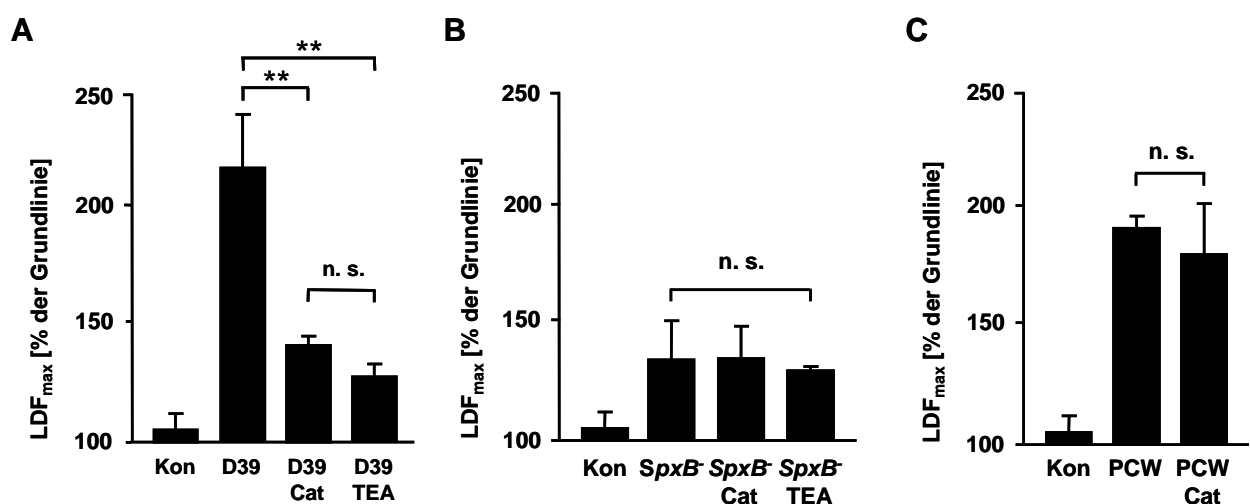 A
B
C
**
**
n. s.
LDFmax [% der Grundlinie]
250
200
150
100
Kon D39 D39 D39
Cat TEA
n. s.
LDFmax [% der Grundlinie]
250
200
150
100
Kon SpxB- SpxB- SpxB-
Cat TEA
n. s.
LDFmax [% der Grundlinie]
250
200
150
100
Kon PCW PCW
Cat